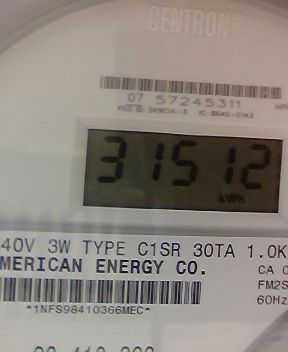 CENTRON®
07 57245311
31512
kWh
40V 3W TYPE C1SR 30TA 1.0K
MERICAN ENERGY CO.
CA
FM2S
60Hz
*1NFS98410366MEC*